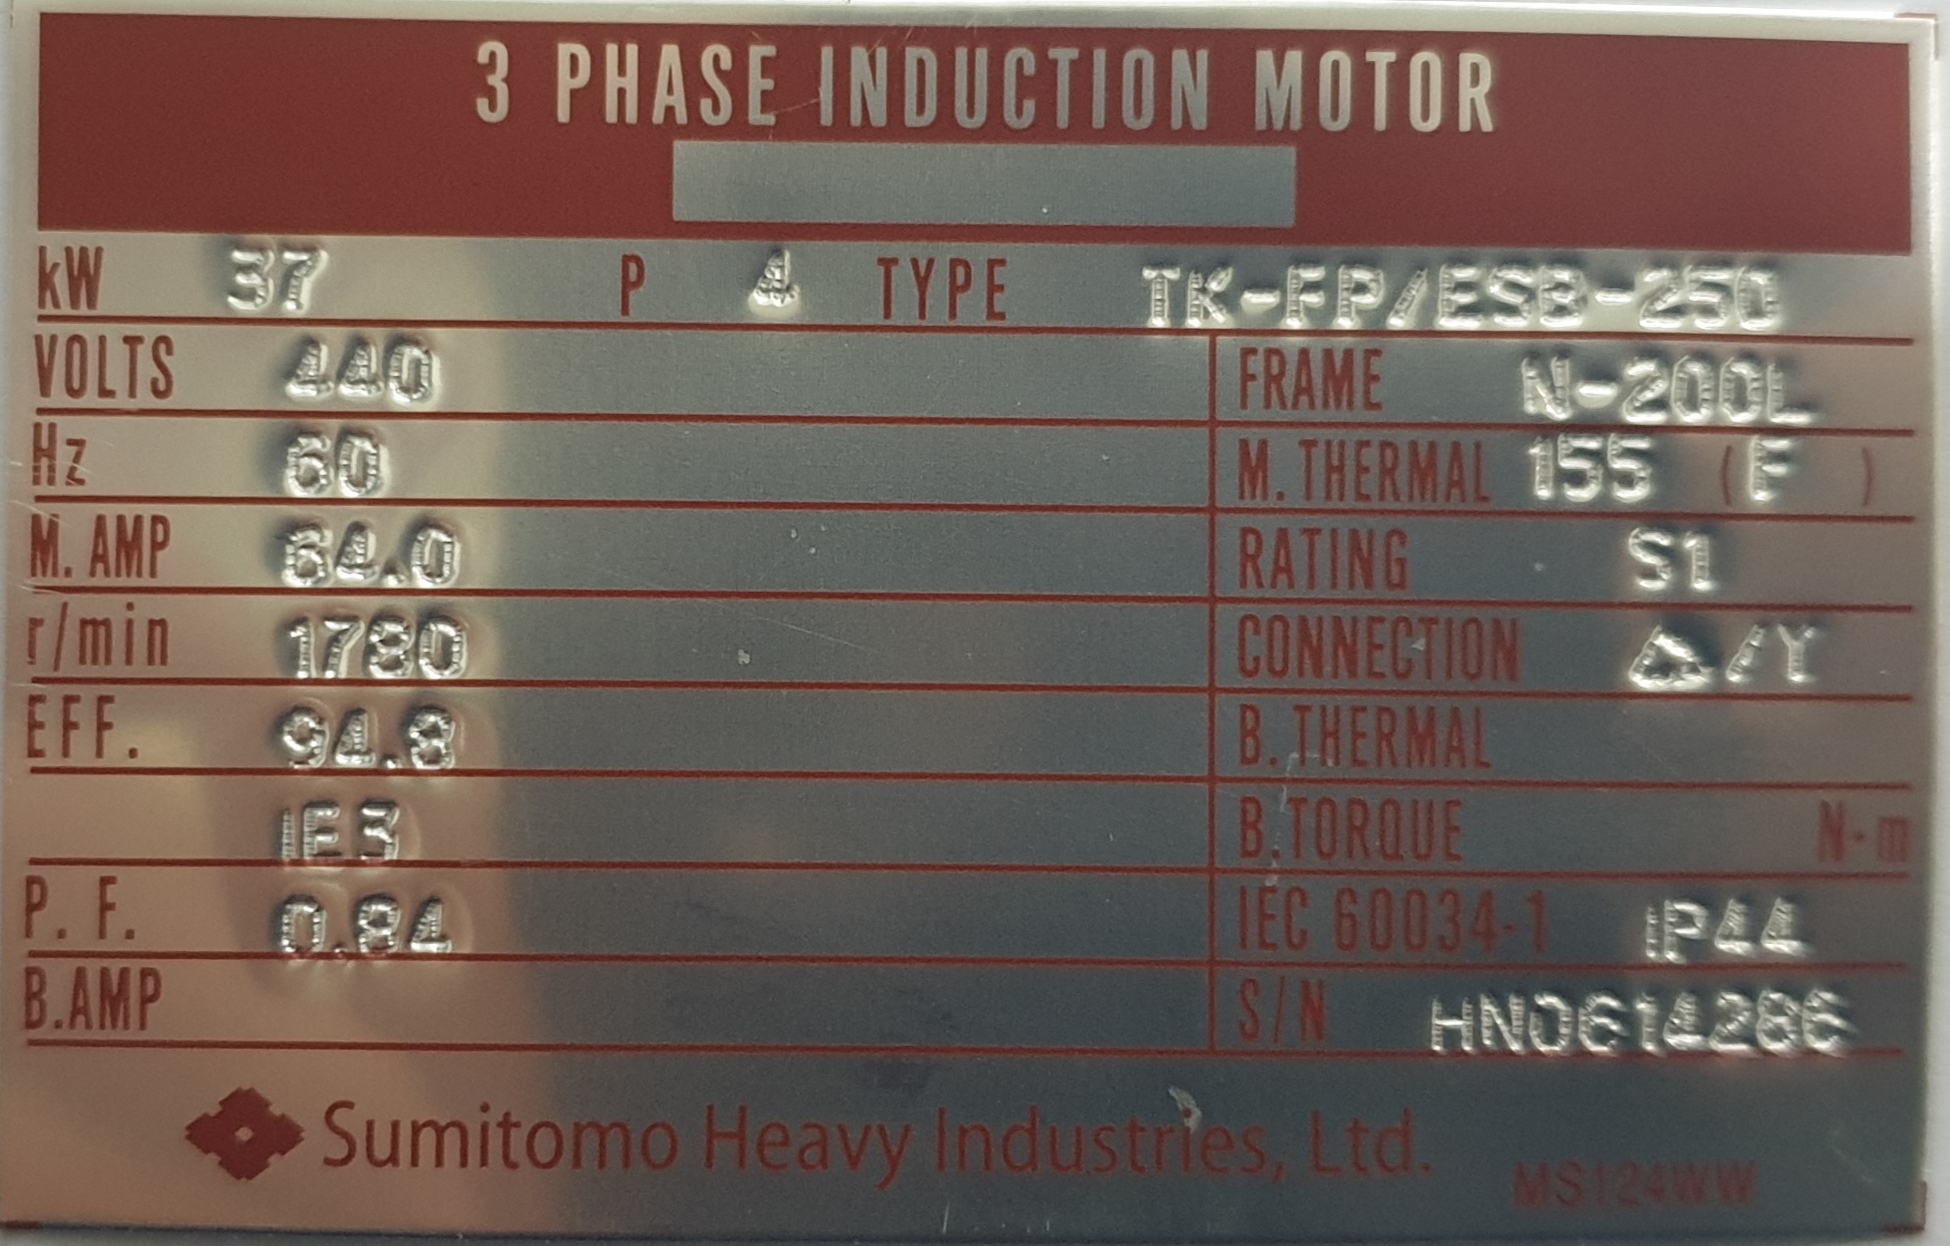 3 PHASE INDUCTION MOTOR
kW 37 P 4 TYPE TK-FP/ESB-250
VOLTS 440 FRAME N-200L
Hz 60 M. THERMAL 155 (F)
M. AMP 64.0 RATING S1
r/min 1780 CONNECTION △/Y
EFF. 94.8 B. THERMAL
IE3 B.TORQUE N·m
P. F. 0.84 IEC 60034-1 IP44
B.AMP S/N HN0614286
Sumitomo Heavy Industries, Ltd.
MS124WW